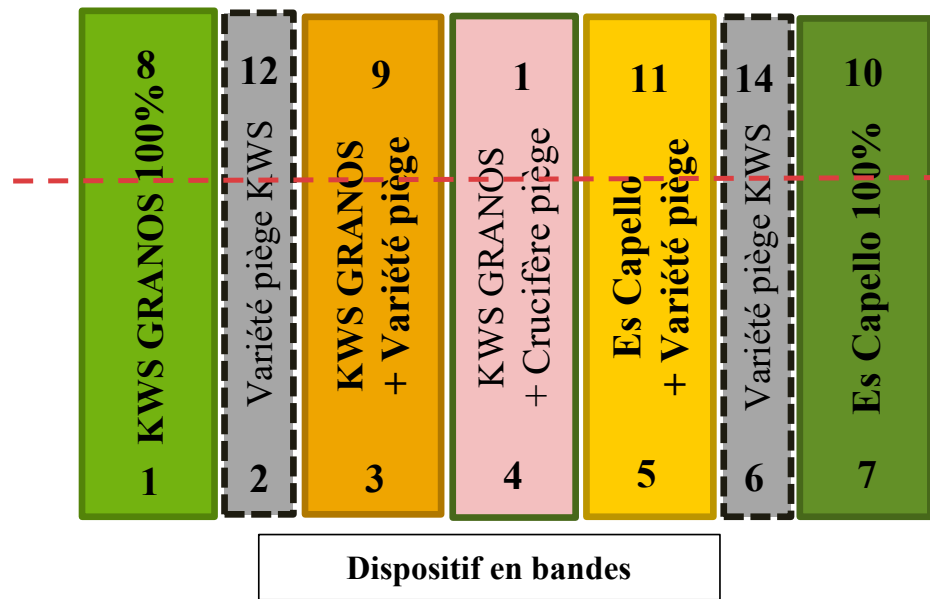 8
KWS GRANOS 100%
1
12
Variété piège KWS
2
9
KWS GRANOS
+ Variété piège
3
1
KWS GRANOS
+ Crucifère piège
4
11
Es Capello
+ Variété piège
5
14
Variété piège KWS
6
10
Es Capello 100%
7
Dispositif en bandes